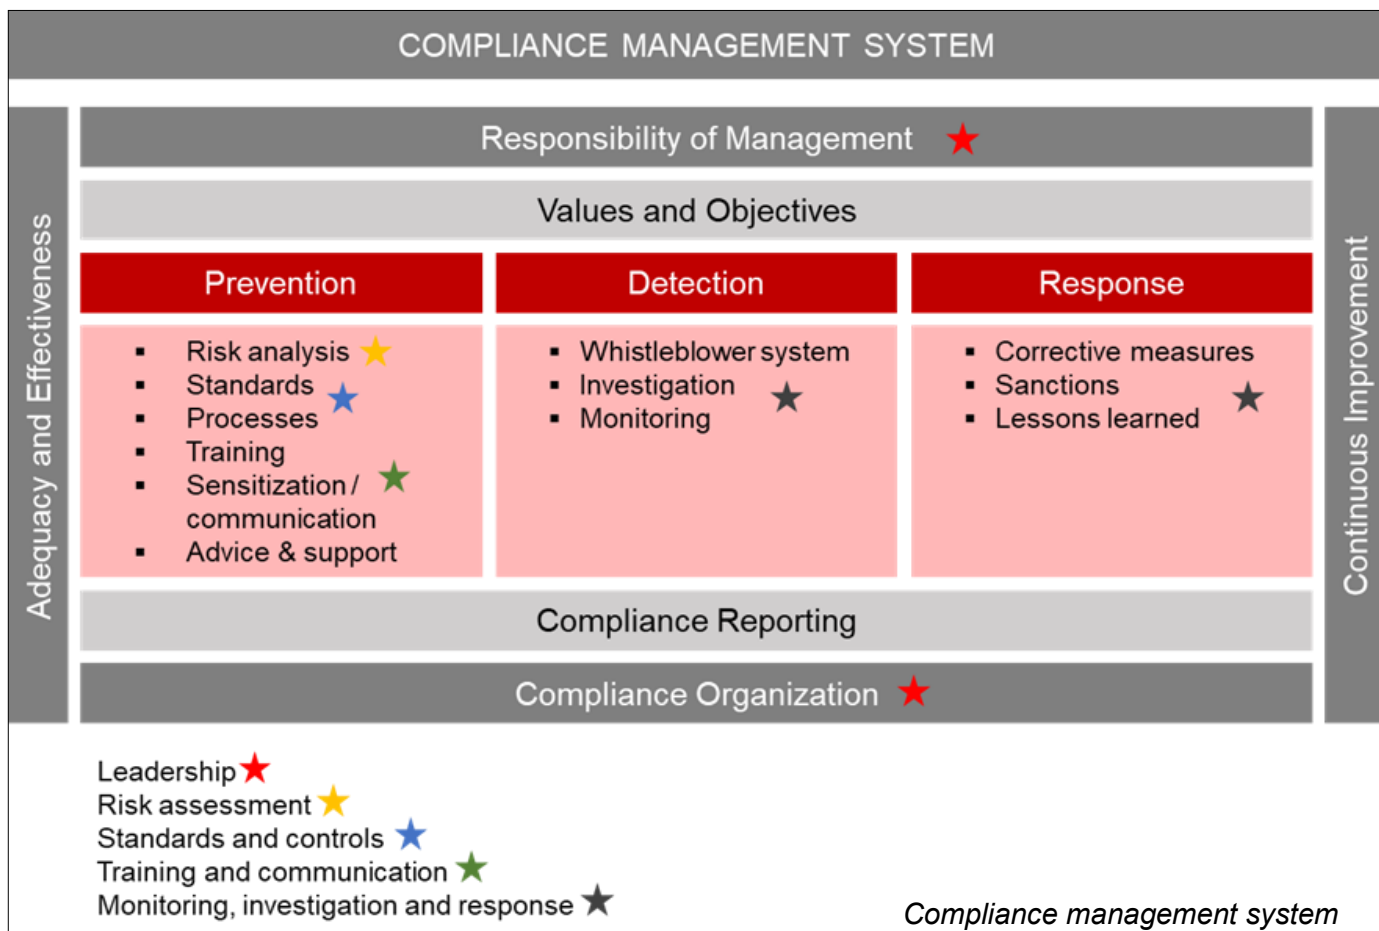 COMPLIANCE MANAGEMENT SYSTEM
Adequacy and Effectiveness
Responsibility of Management
Values and Objectives
Prevention
Risk analysis
Standards
Processes
Training
Sensitization /
communication
Advice & support
Detection
Whistleblower system
Investigation
Monitoring
Response
Corrective measures
Sanctions
Lessons learned
Compliance Reporting
Compliance Organization
Continuous Improvement
Leadership
Risk assessment
Standards and controls
Training and communication
Monitoring, investigation and response
Compliance management system